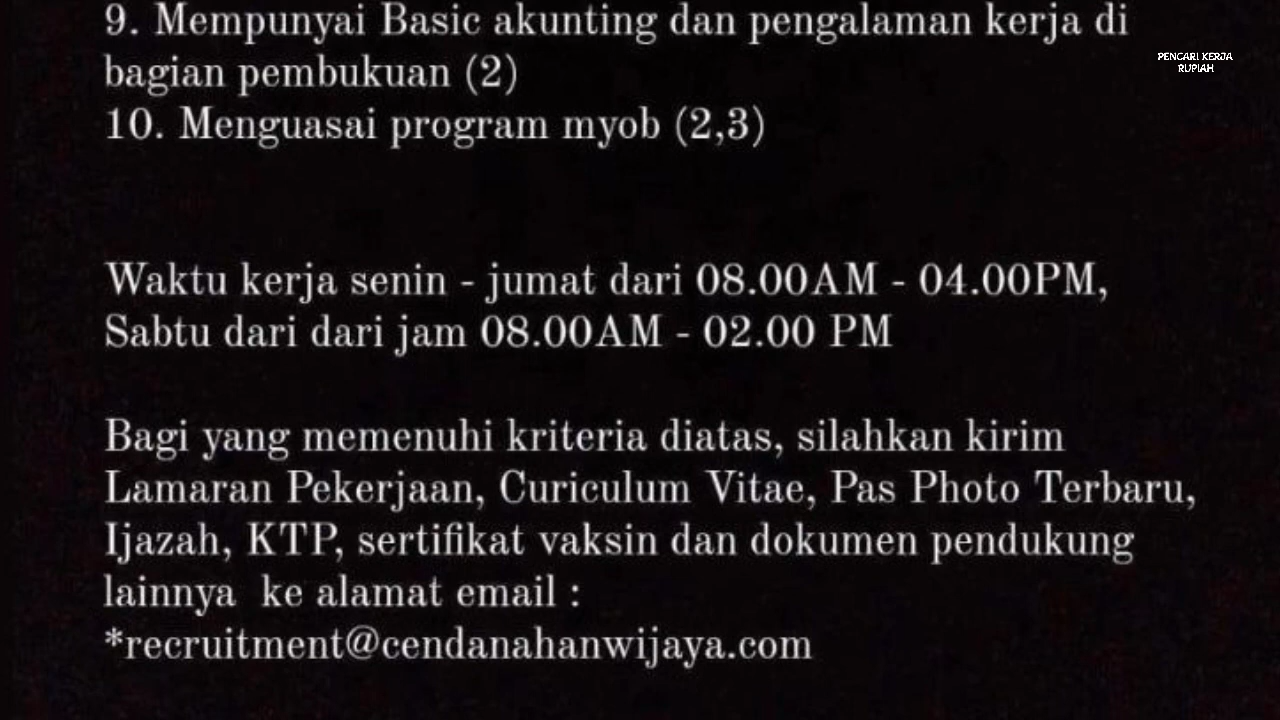 9. Mempunyai Basic akunting dan pengalaman kerja di
bagian pembukuan (2)
10. Menguasai program myob (2,3)
PENCARI KERJA
RUPIAH
Waktu kerja senin - jumat dari 08.00AM - 04.00PM,
Sabtu dari dari jam 08.00AM - 02.00 PM
Bagi yang memenuhi kriteria diatas, silahkan kirim
Lamaran Pekerjaan, Curiculum Vitae, Pas Photo Terbaru,
Ijazah, KTP, sertifikat vaksin dan dokumen pendukung
lainnya  ke alamat email :
*recruitment@cendanahanwijaya.com